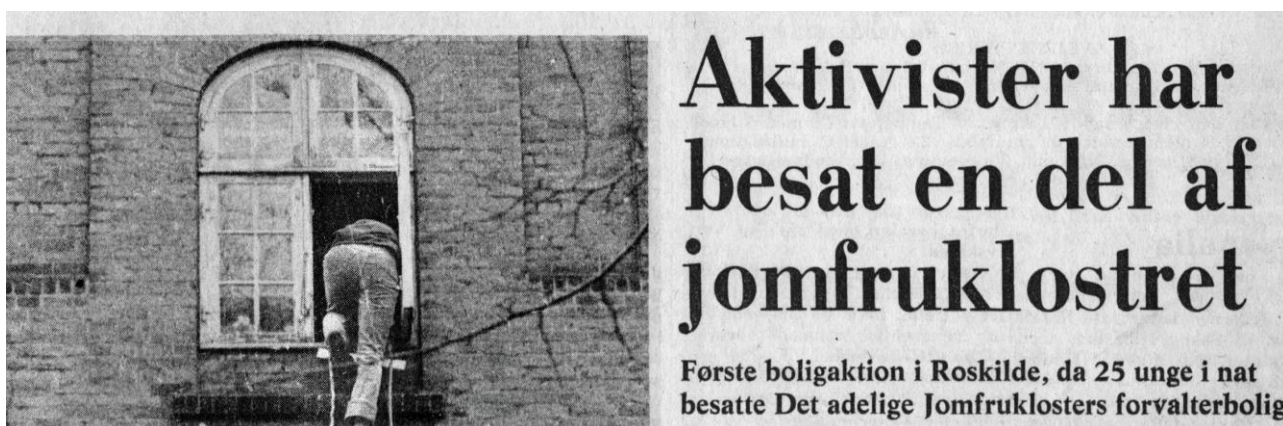 Aktivister har
besat en del af
jomfruklostret
Første boligaktion i Roskilde, da 25 unge i nat
besatte Det adelige Jomfruklosters forvalterbolig